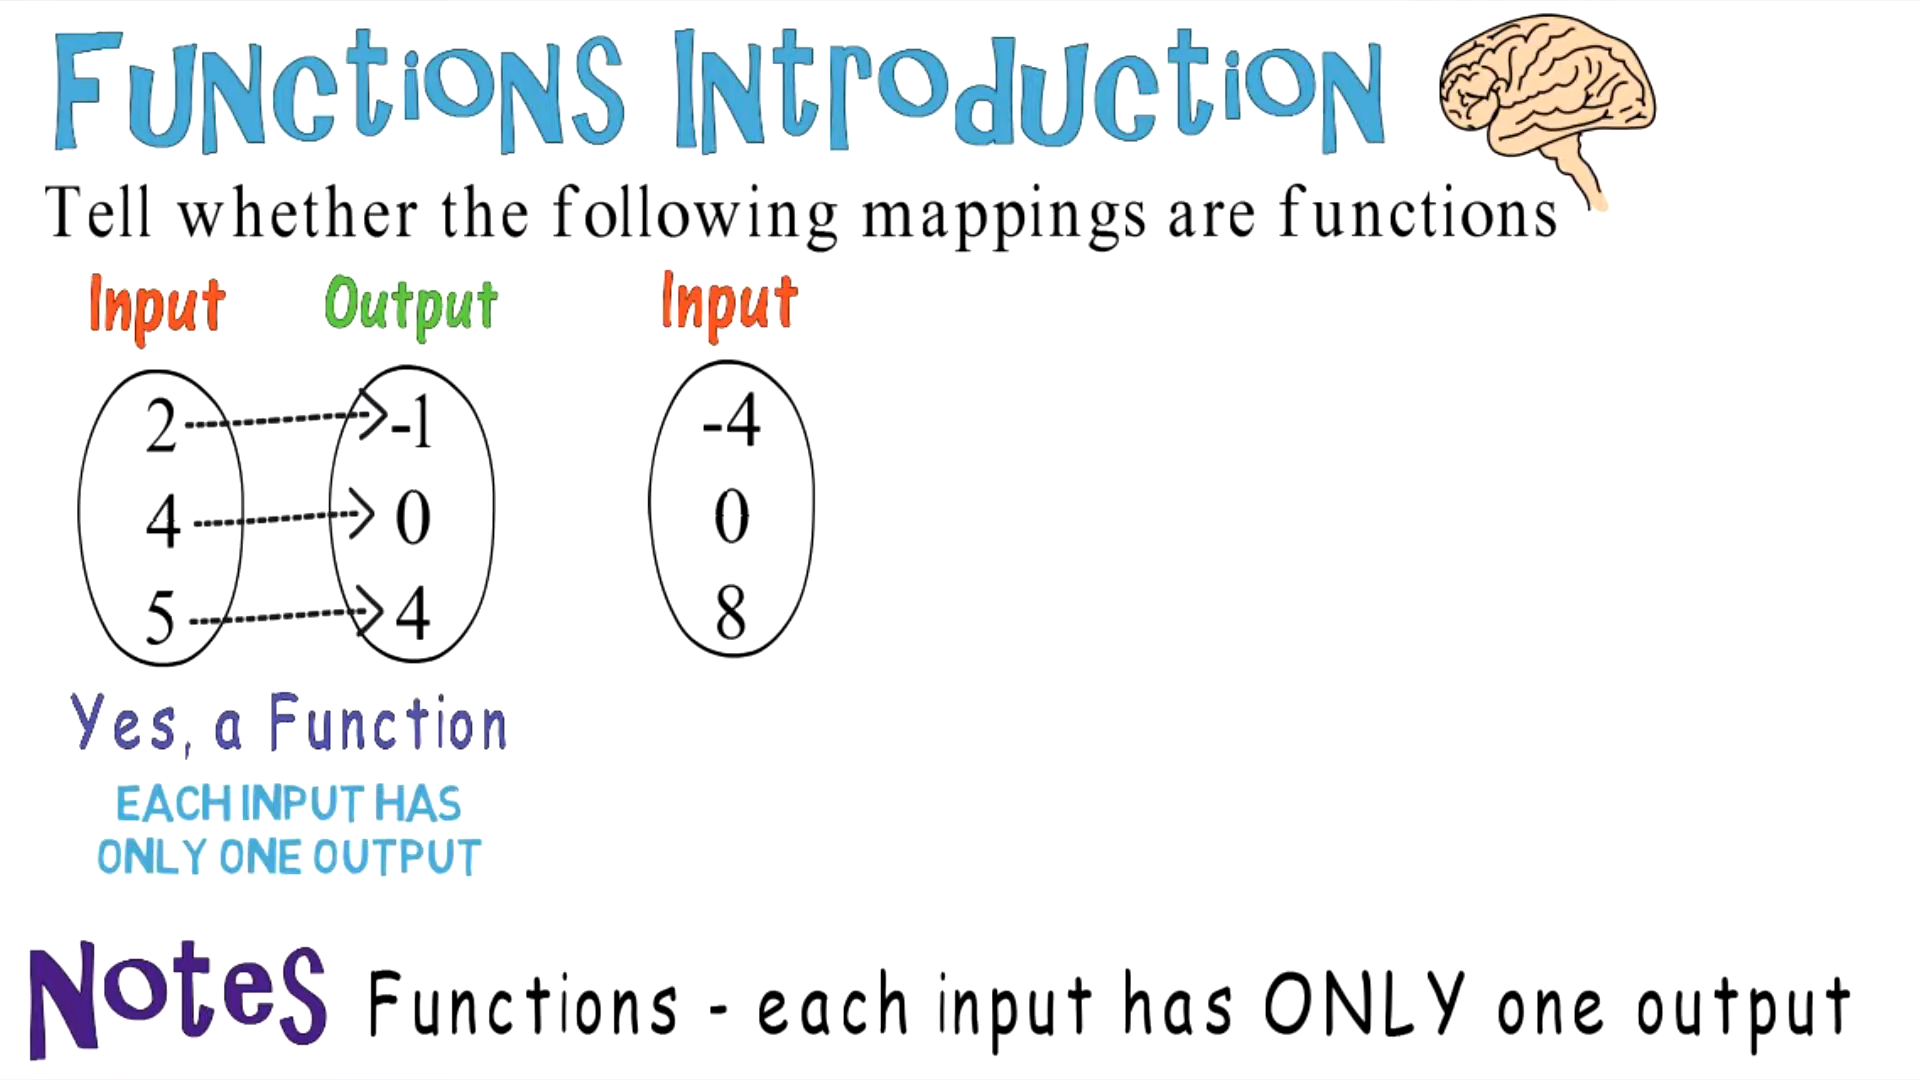 Functions Introduction
Tell whether the following mappings are functions
Input Output Input
2 -1 -4
4 0 0
5 4 8
Yes, a Function
EACH INPUT HAS
ONLY ONE OUTPUT
Notes Functions - each input has ONLY one output